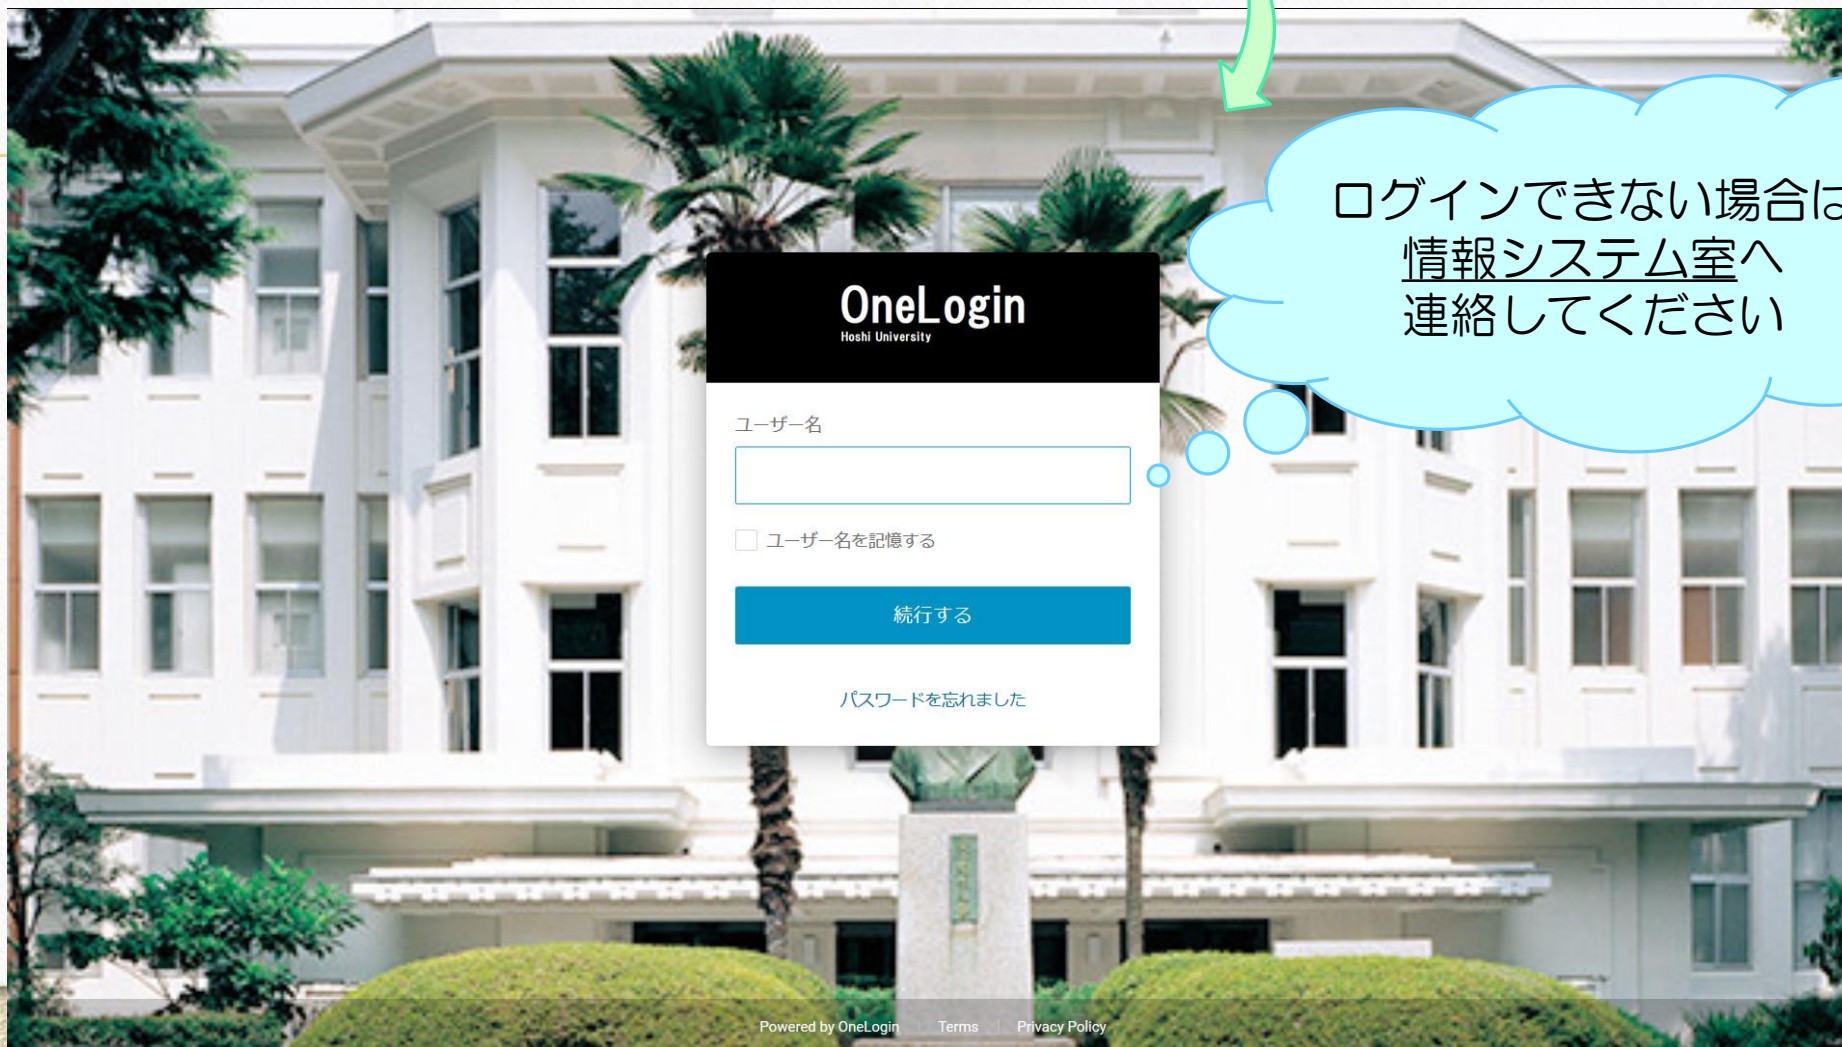 ログインできない場合は
情報システム室へ
連絡してください
OneLogin
Hoshi University
ユーザー名
ユーザー名を記憶する
続行する
パスワードを忘れました
Powered by OneLogin
Terms
Privacy Policy